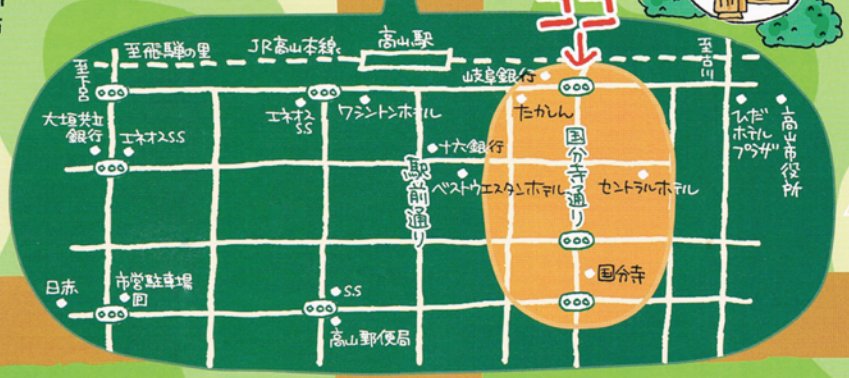 ココ
高山駅
至飛騨の里
JR高山本線
至下呂
至古川
岐阜銀行
大垣共立
銀行
エネオスSS
エネオス
SS
ワシントンホテル
たかしん
ひだ
ホテル
プラザ
高山市役所
十六銀行
駅前通り
国分寺通り
ベストウエスタンホテル
セントラルホテル
日赤
市営駐車場
SS
国分寺
高山郵便局